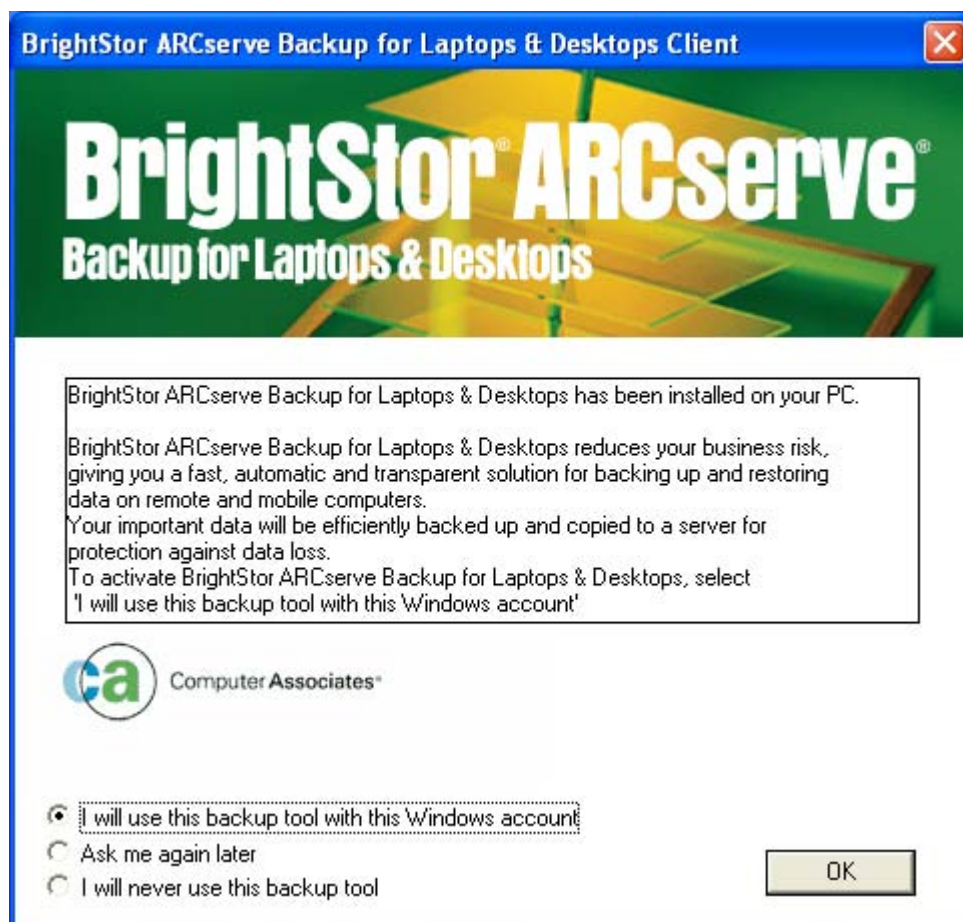 BrightStor ARCserve Backup for Laptops & Desktops Client
BrightStor® ARCserve®
Backup for Laptops & Desktops
BrightStor ARCserve Backup for Laptops & Desktops has been installed on your PC.
BrightStor ARCserve Backup for Laptops & Desktops reduces your business risk,
giving you a fast, automatic and transparent solution for backing up and restoring
data on remote and mobile computers.
Your important data will be efficiently backed up and copied to a server for
protection against data loss.
To activate BrightStor ARCserve Backup for Laptops & Desktops, select
'I will use this backup tool with this Windows account'
ca Computer Associates®
I will use this backup tool with this Windows account
Ask me again later
I will never use this backup tool
OK